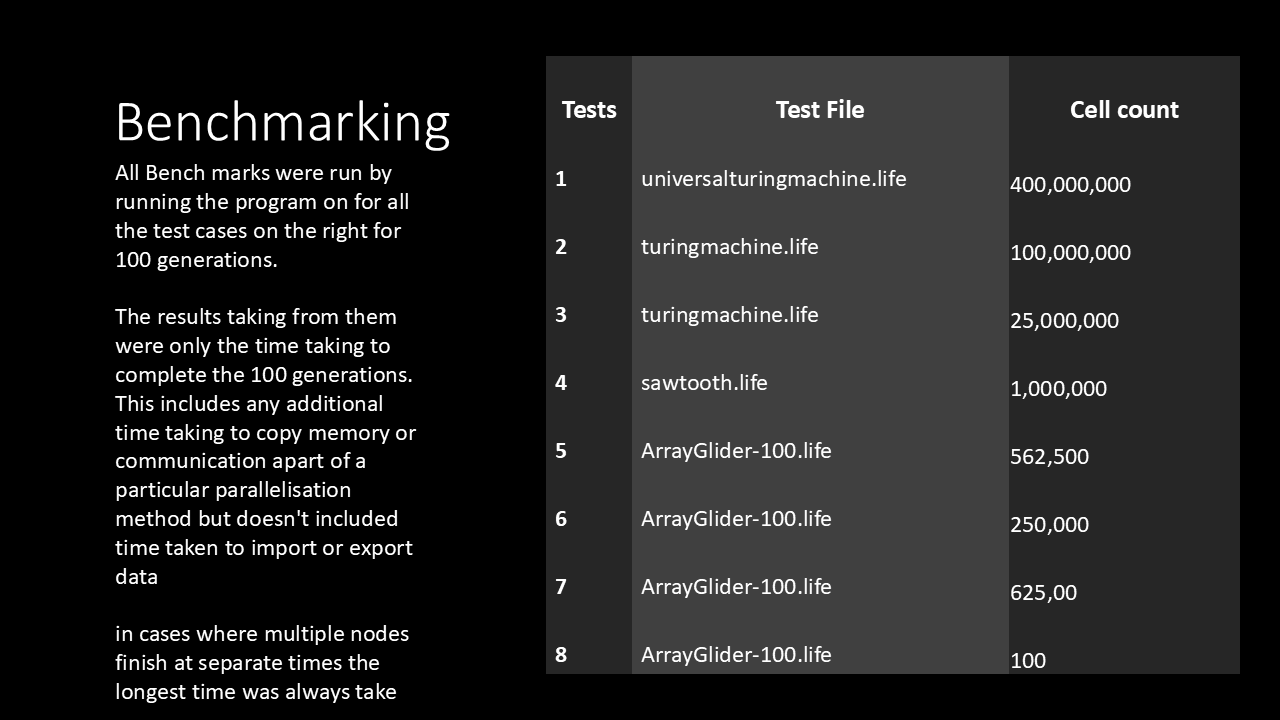 Benchmarking
All Bench marks were run by
running the program on for all
the test cases on the right for
100 generations.
The results taking from them
were only the time taking to
complete the 100 generations.
This includes any additional
time taking to copy memory or
communication apart of a
particular parallelisation
method but doesn't included
time taken to import or export
data
in cases where multiple nodes
finish at separate times the
longest time was always take
Tests Test File Cell count
1 universalturingmachine.life 400,000,000
2 turingmachine.life 100,000,000
3 turingmachine.life 25,000,000
4 sawtooth.life 1,000,000
5 ArrayGlider-100.life 562,500
6 ArrayGlider-100.life 250,000
7 ArrayGlider-100.life 625,00
8 ArrayGlider-100.life 100